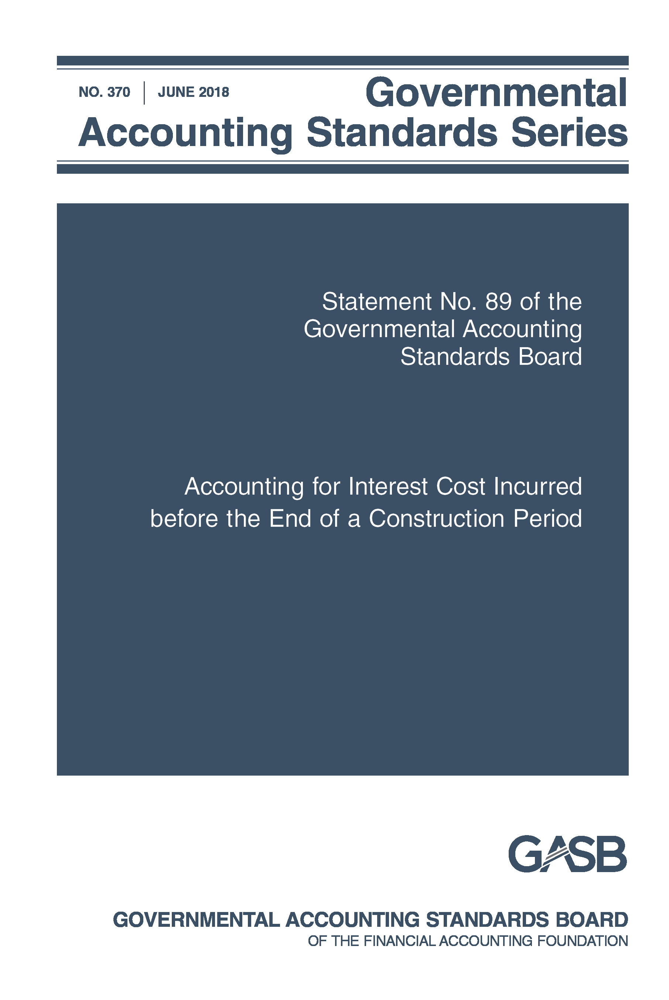 NO. 370 | JUNE 2018
Governmental
Accounting Standards Series
Statement No. 89 of the
Governmental Accounting
Standards Board
Accounting for Interest Cost Incurred
before the End of a Construction Period
GASB
GOVERNMENTAL ACCOUNTING STANDARDS BOARD
OF THE FINANCIAL ACCOUNTING FOUNDATION